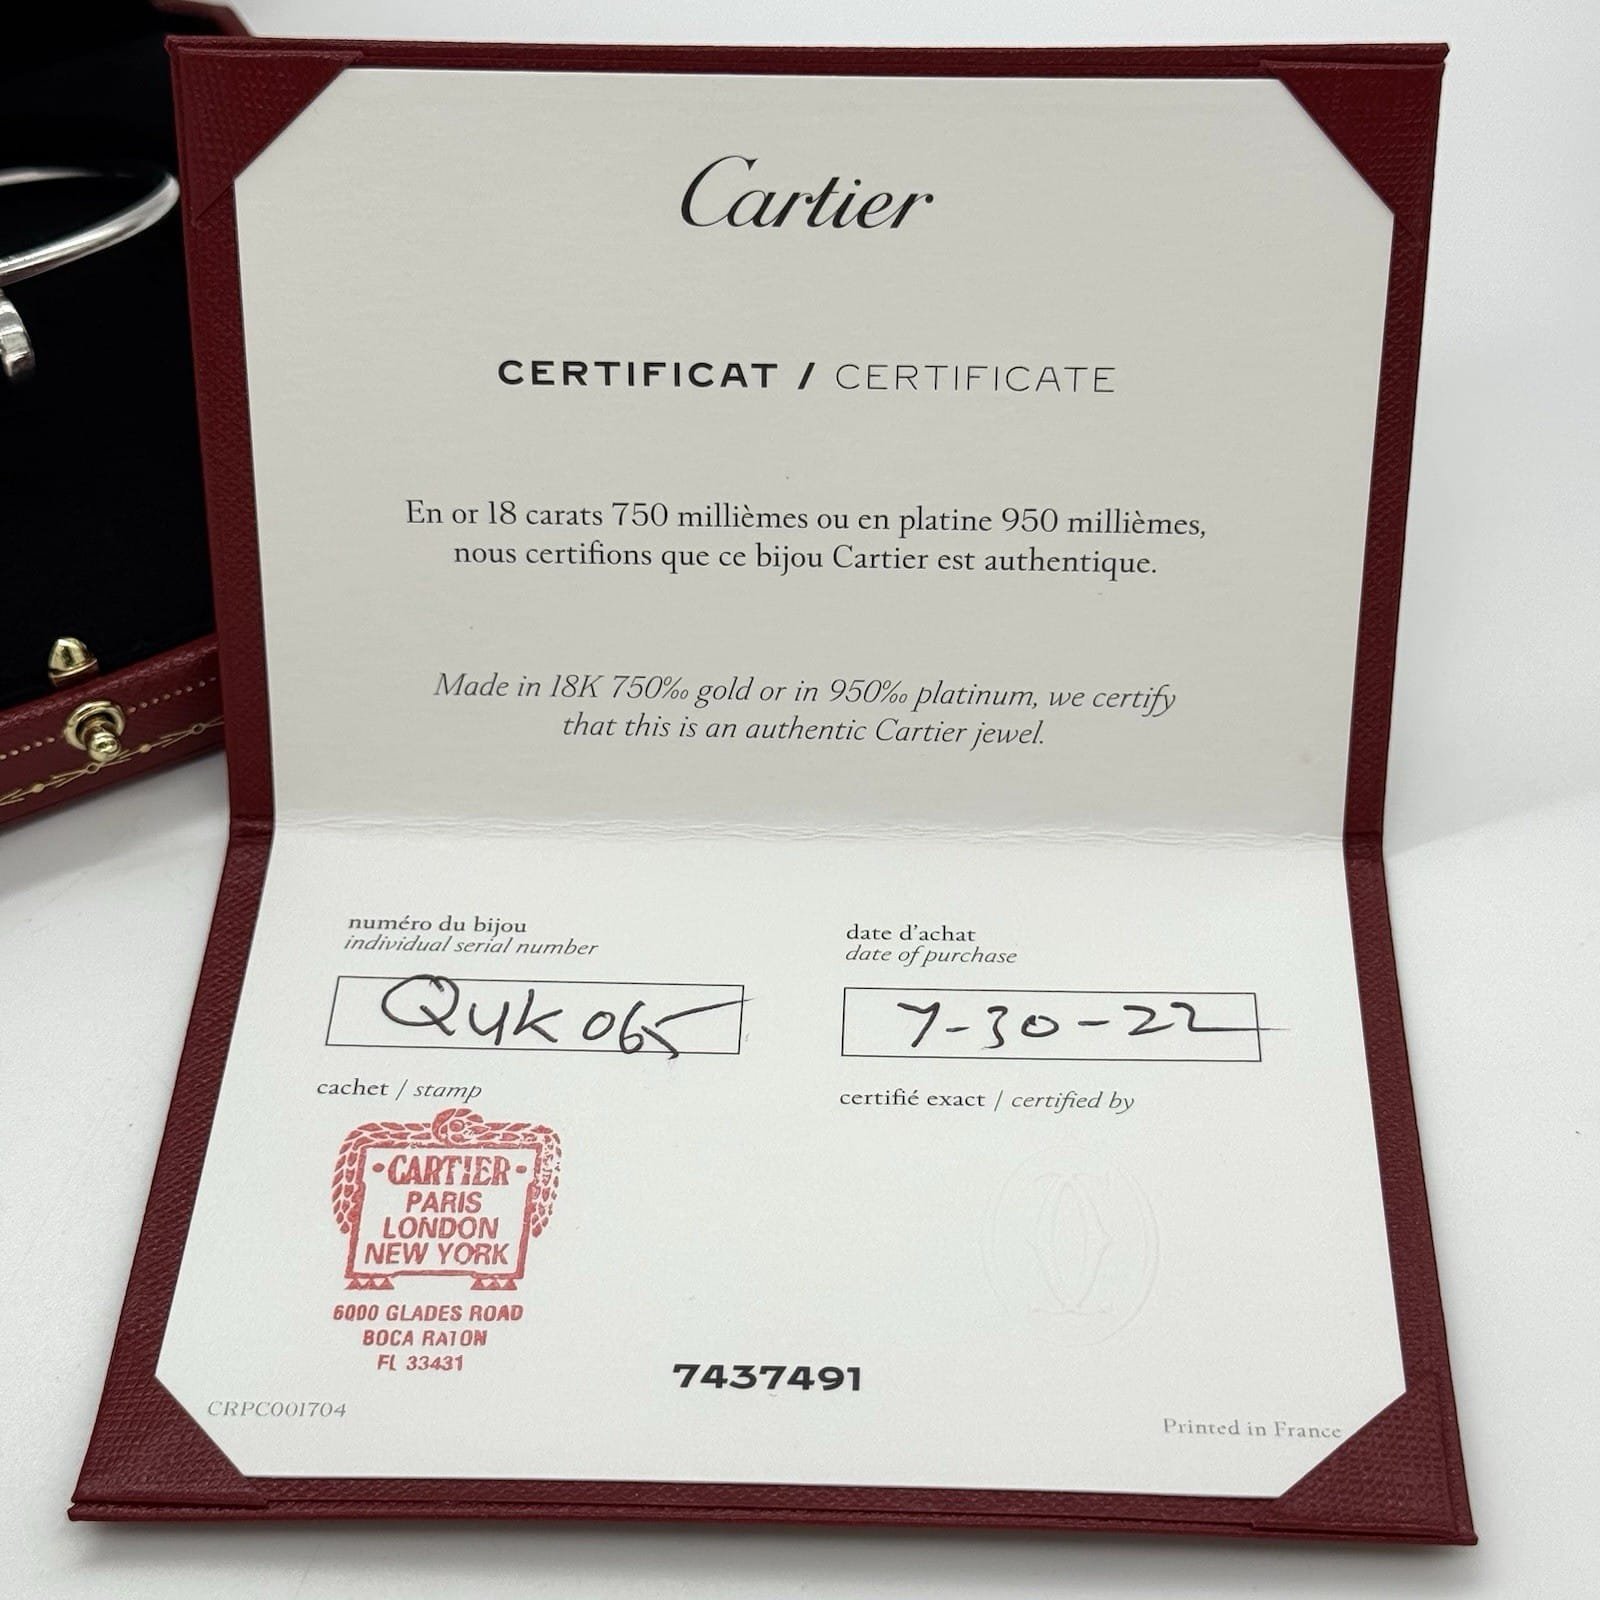 Cartier
CERTIFICAT / CERTIFICATE
En or 18 carats 750 millièmes ou en platine 950 millièmes,
nous certifions que ce bijou Cartier est authentique.
Made in 18K 750‰ gold or in 950‰ platinum, we certify
that this is an authentic Cartier jewel.
numéro du bijou
individual serial number
QYK065
date d'achat
date of purchase
7-30-22
cachet / stamp
CARTIER
PARIS
LONDON
NEW YORK
6000 GLADES ROAD
BOCA RATON
FL 33431
certifié exact / certified by
7437491
CRPC001704
Printed in France